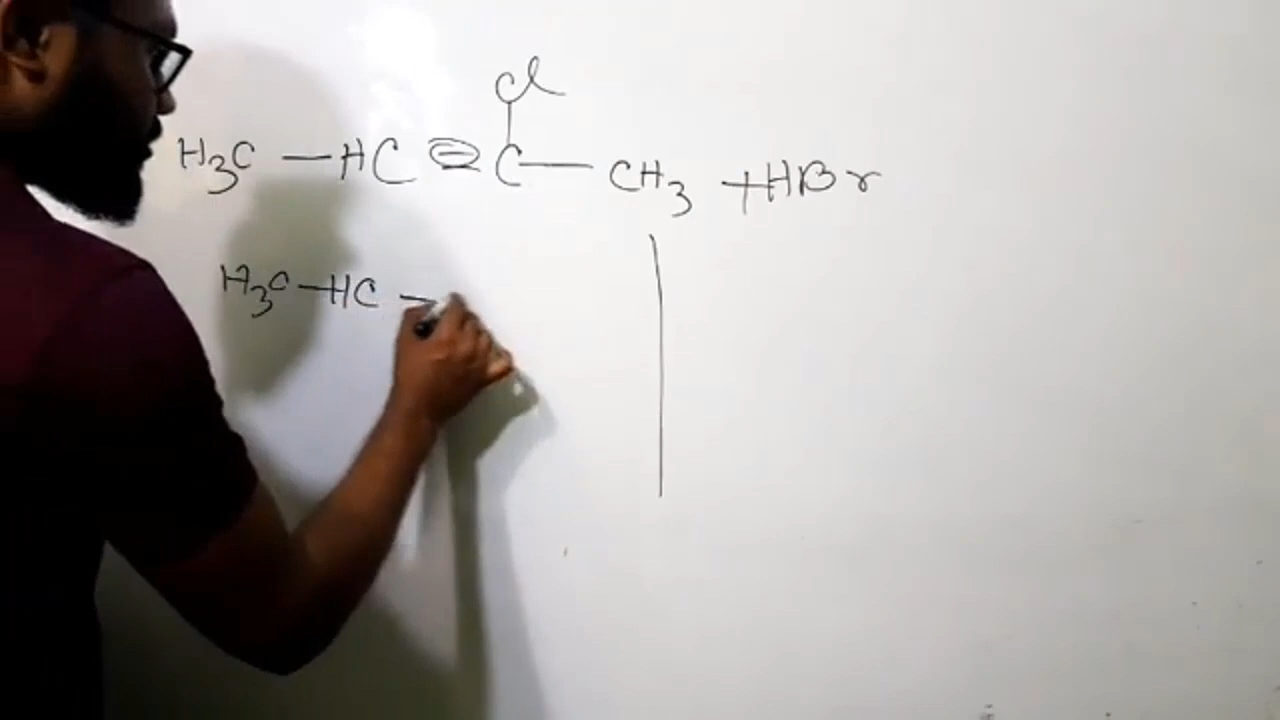 Cl
H3C — HC = C — CH3 + HBr
H3C — HC —